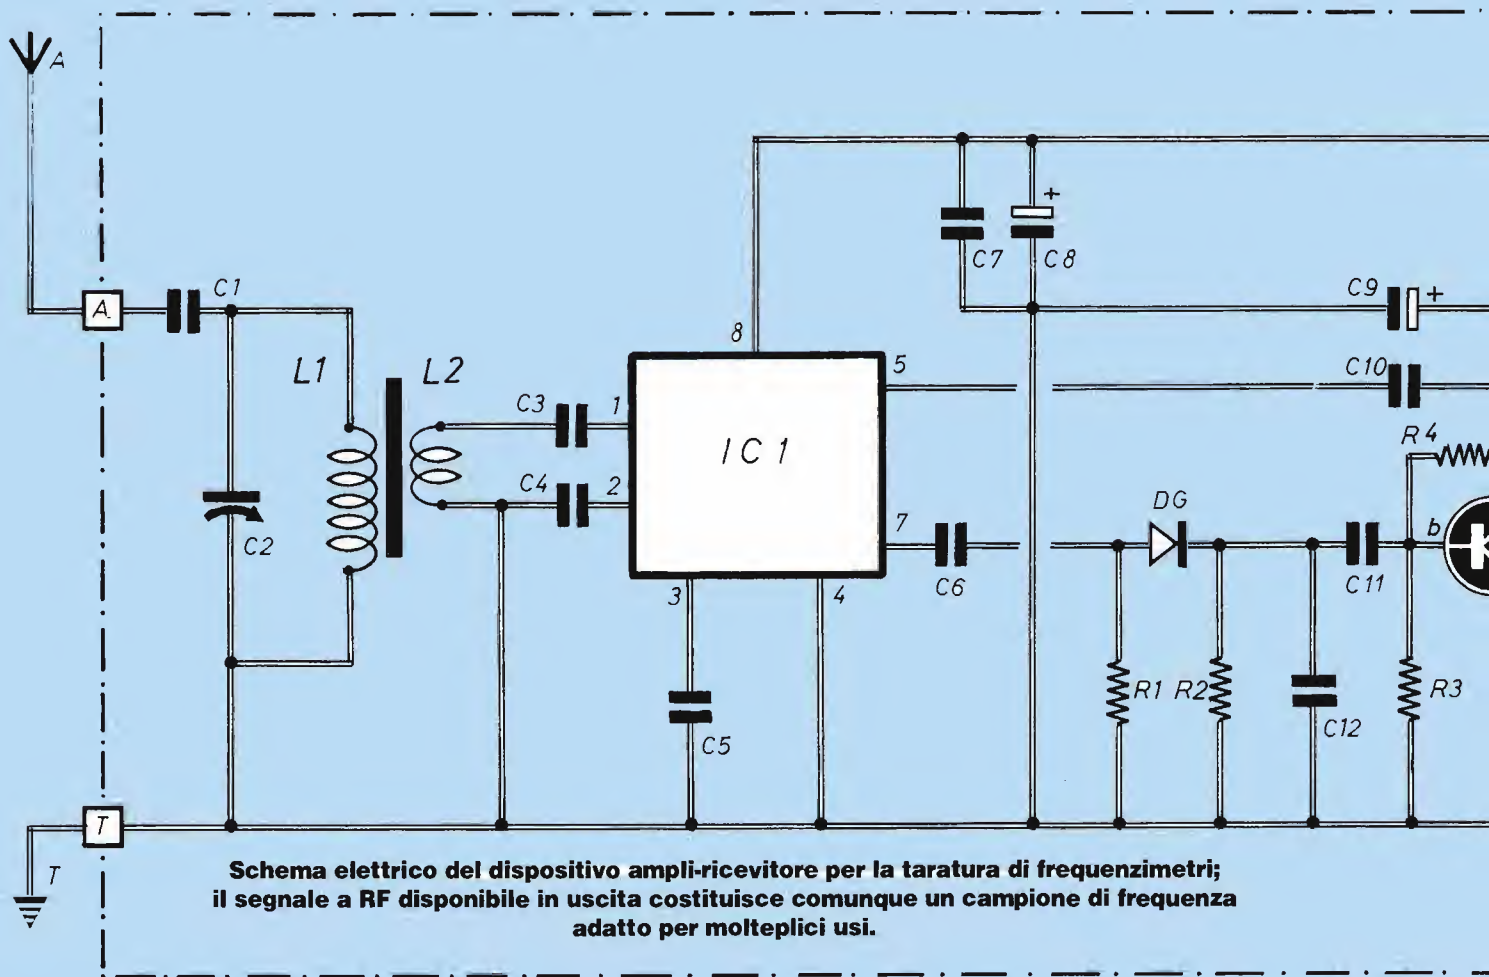 A
A
C1
C2
L1
L2
C3
C4
1
2
8
5
7
3
4
IC1
C5
C6
C7
+
C8
C9
+
C10
R4
DG
b
C11
R1
R2
C12
R3
T
T
Schema elettrico del dispositivo ampli-ricevitore per la taratura di frequenzimetri;
il segnale a RF disponibile in uscita costituisce comunque un campione di frequenza
adatto per molteplici usi.